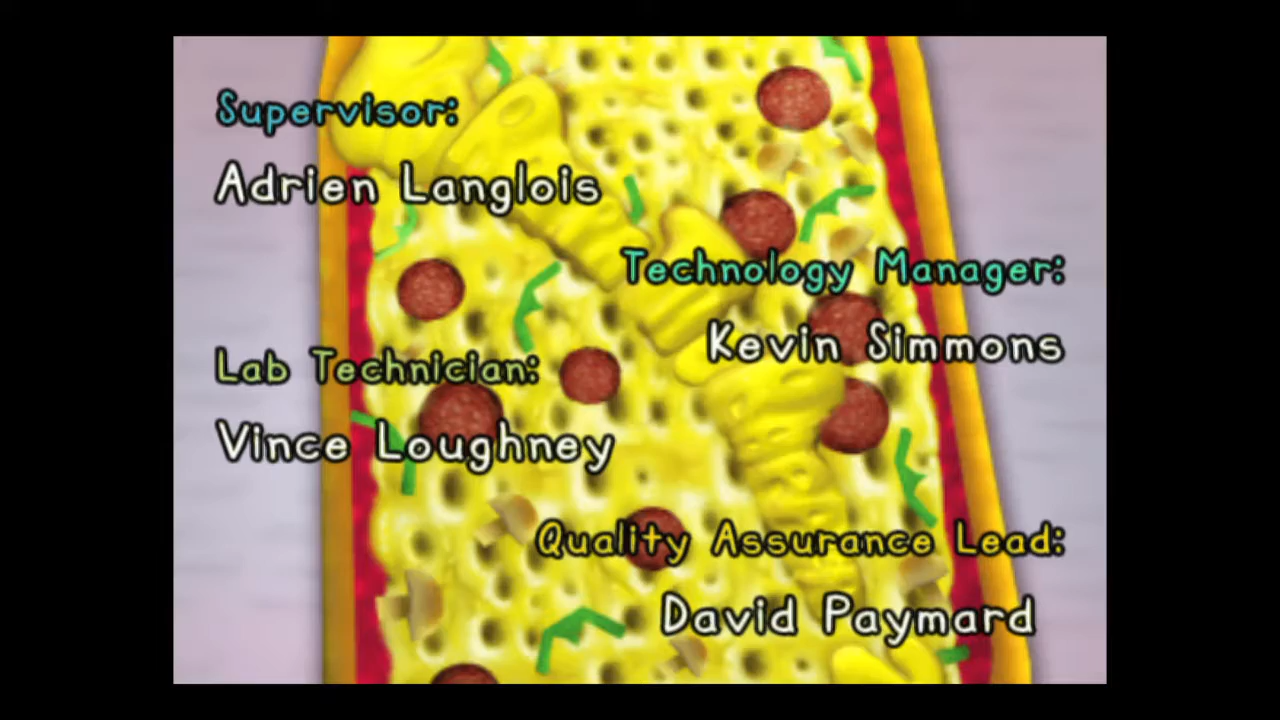 Supervisor:
Adrien Langlois
Technology Manager:
Kevin Simmons
Lab Technician:
Vince Loughney
Quality Assurance Lead:
David Paymard